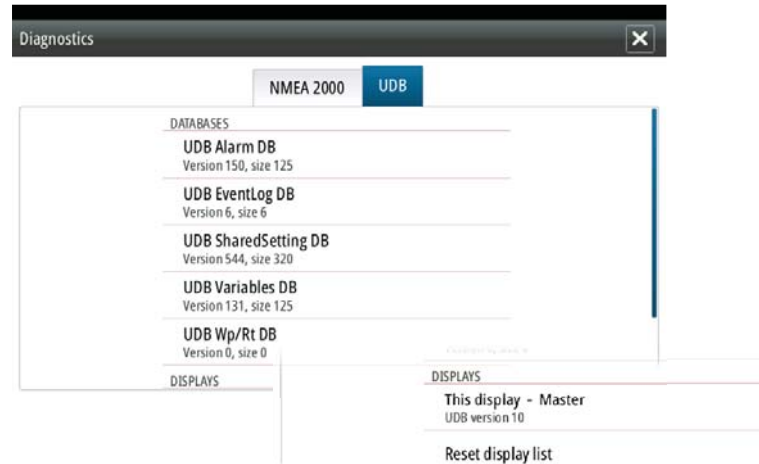 Diagnostics
NMEA 2000
UDB
DATABASES
UDB Alarm DB
Version 150, size 125
UDB EventLog DB
Version 6, size 6
UDB SharedSetting DB
Version 544, size 320
UDB Variables DB
Version 131, size 125
UDB Wp/Rt DB
Version 0, size 0
DISPLAYS
DISPLAYS
This display - Master
UDB version 10
Reset display list